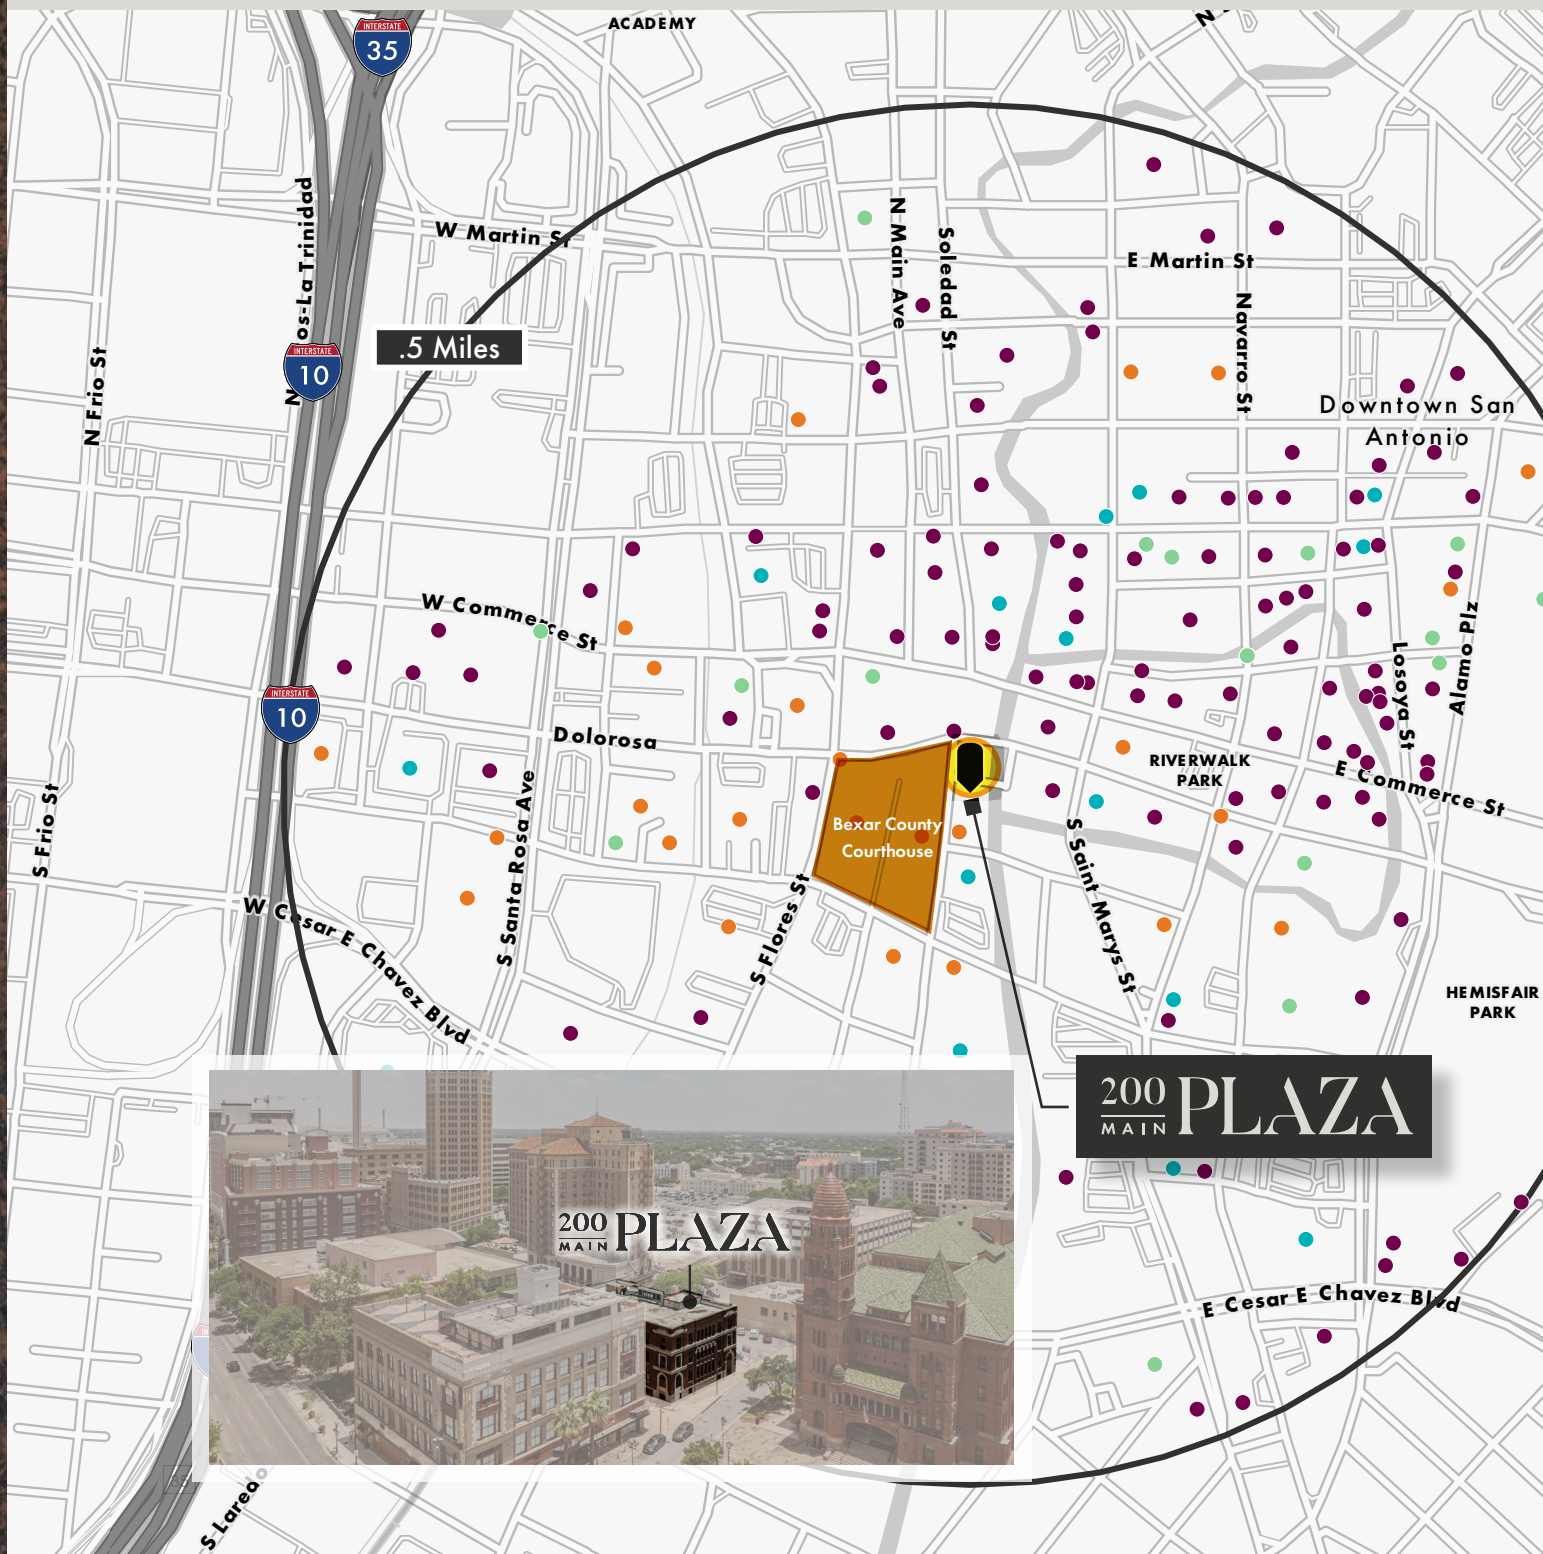 ACADEMY
INTERSTATE
35
N Main Ave
Soledad St
W Martin St
E Martin St
Navarro St
.5 Miles
INTERSTATE
10
N Frio St
Downtown San
Antonio
W Commerce St
Losoya St
Alamo Plz
INTERSTATE
10
Dolorosa
RIVERWALK
PARK
E Commerce St
S Frio St
S Santa Rosa Ave
Bexar County
Courthouse
S Flores St
S Saint Marys St
W Cesar E Chavez Blvd
HEMISFAIR
PARK
200
MAIN
PLAZA
200
MAIN
PLAZA
E Cesar E Chavez Blvd
S Laredo